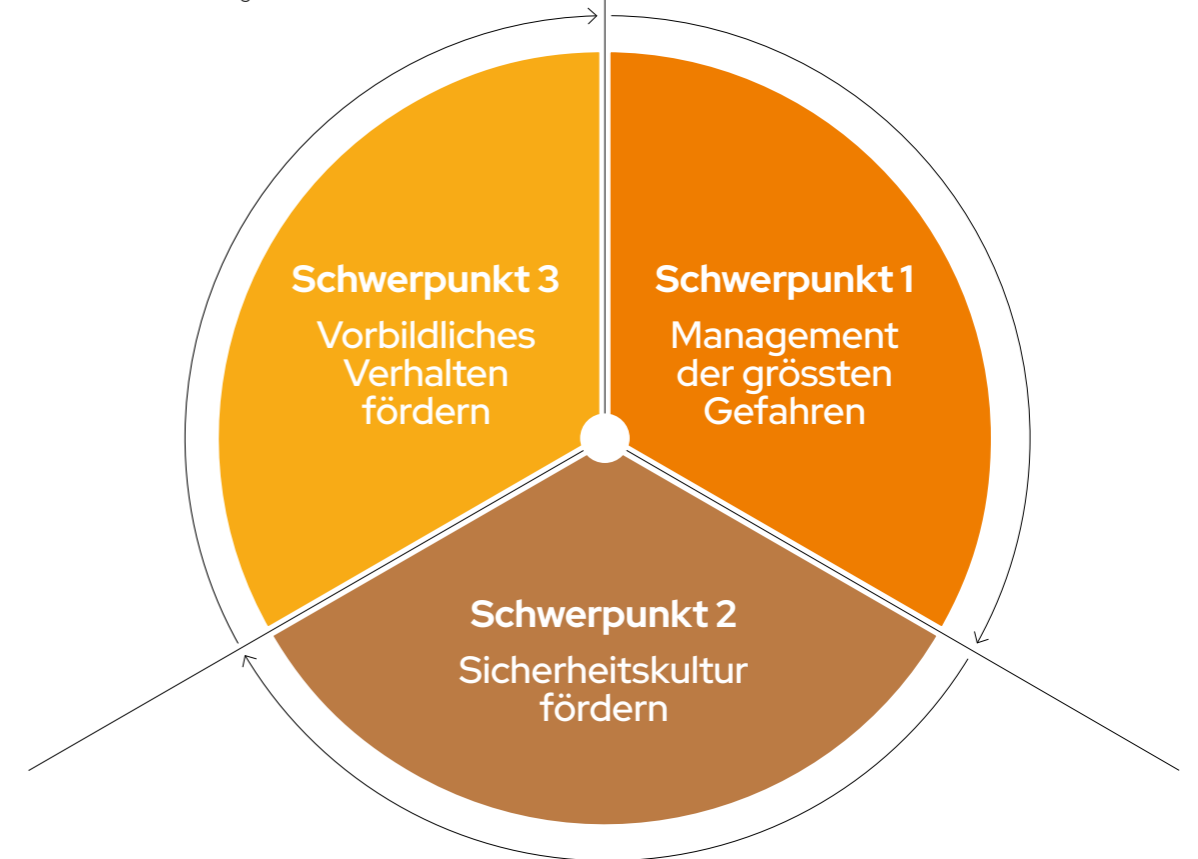 Schwerpunkt 3
Vorbildliches
Verhalten
fördern
Schwerpunkt 1
Management
der grössten
Gefahren
Schwerpunkt 2
Sicherheitskultur
fördern